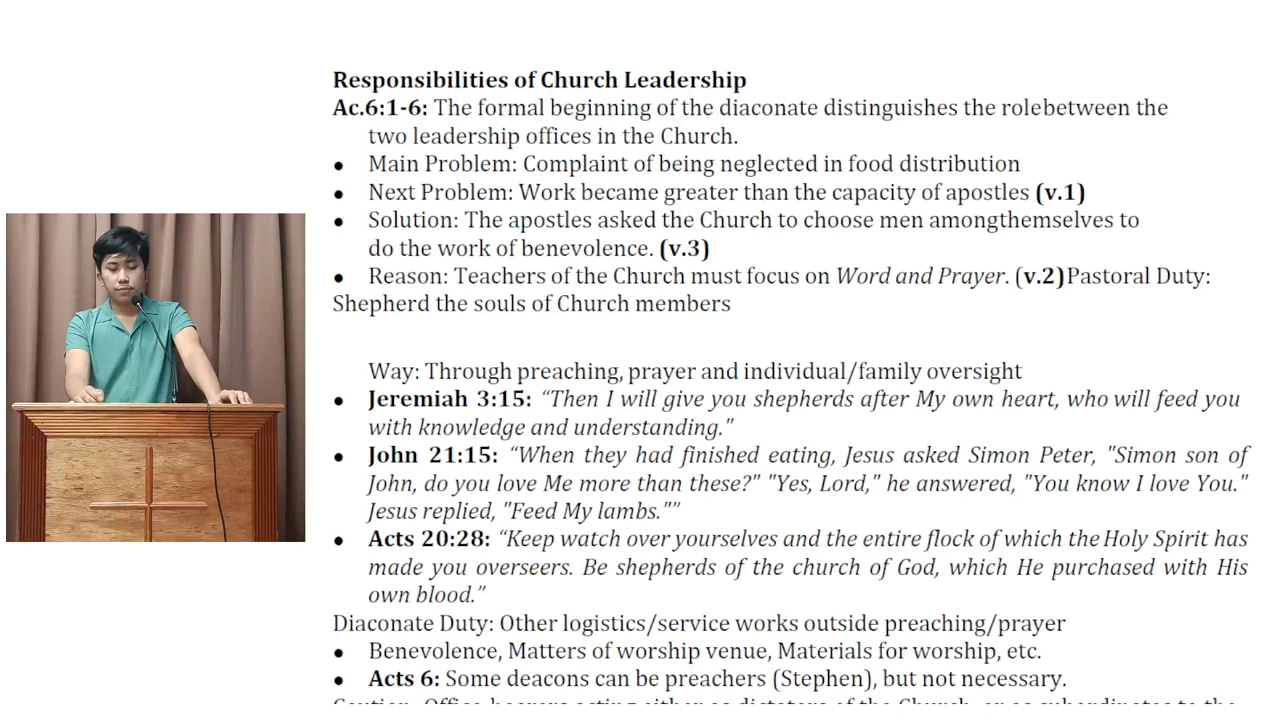 Responsibilities of Church Leadership
Ac.6:1-6: The formal beginning of the diaconate distinguishes the rolebetween the
two leadership offices in the Church.
● Main Problem: Complaint of being neglected in food distribution
● Next Problem: Work became greater than the capacity of apostles (v.1)
● Solution: The apostles asked the Church to choose men amongthemselves to
do the work of benevolence. (v.3)
● Reason: Teachers of the Church must focus on Word and Prayer. (v.2)Pastoral Duty:
Shepherd the souls of Church members
Way: Through preaching, prayer and individual/family oversight
● Jeremiah 3:15: “Then I will give you shepherds after My own heart, who will feed you
with knowledge and understanding."
● John 21:15: “When they had finished eating, Jesus asked Simon Peter, "Simon son of
John, do you love Me more than these?" "Yes, Lord," he answered, "You know I love You."
Jesus replied, "Feed My lambs."”
● Acts 20:28: “Keep watch over yourselves and the entire flock of which the Holy Spirit has
made you overseers. Be shepherds of the church of God, which He purchased with His
own blood.”
Diaconate Duty: Other logistics/service works outside preaching/prayer
● Benevolence, Matters of worship venue, Materials for worship, etc.
● Acts 6: Some deacons can be preachers (Stephen), but not necessary.